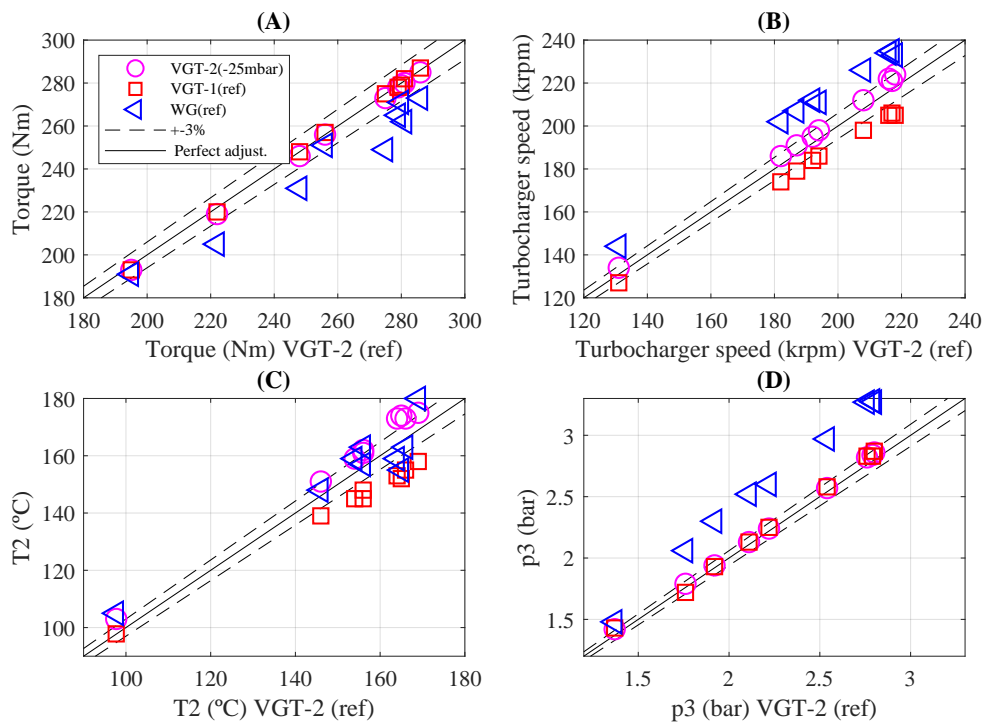 (A)
300
280
260
240
220
200
180
Torque (Nm)
VGT-2(-25mbar)
VGT-1(ref)
WG(ref)
+-3%
Perfect adjust.
180 200 220 240 260 280 300
Torque (Nm) VGT-2 (ref)
(B)
240
220
200
180
160
140
120
Turbocharger speed (krpm)
120 140 160 180 200 220 240
Turbocharger speed (krpm) VGT-2 (ref)
(C)
180
160
140
120
100
T2 (ºC)
100 120 140 160 180
T2 (ºC) VGT-2 (ref)
(D)
3
2.5
2
1.5
p3 (bar)
1.5 2 2.5 3
p3 (bar) VGT-2 (ref)